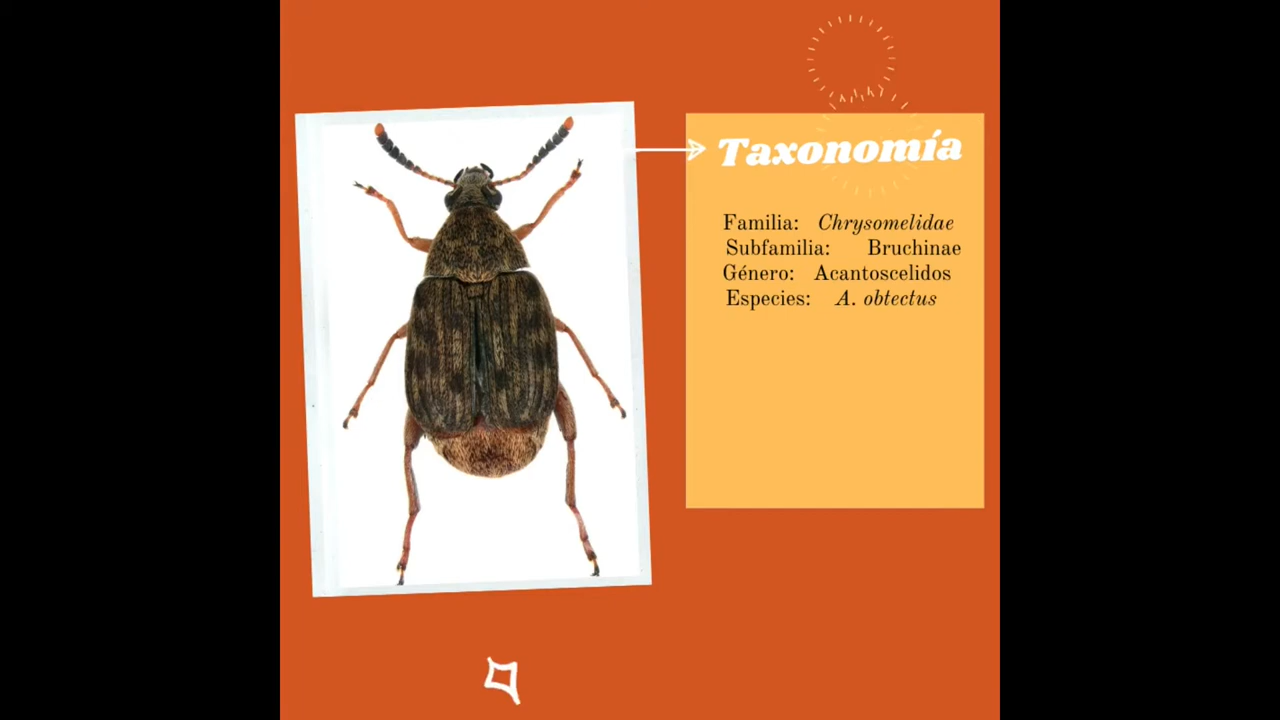 Taxonomía
Familia: Chrysomelidae
Subfamilia: Bruchinae
Género: Acantoscelidos
Especies: A. obtectus